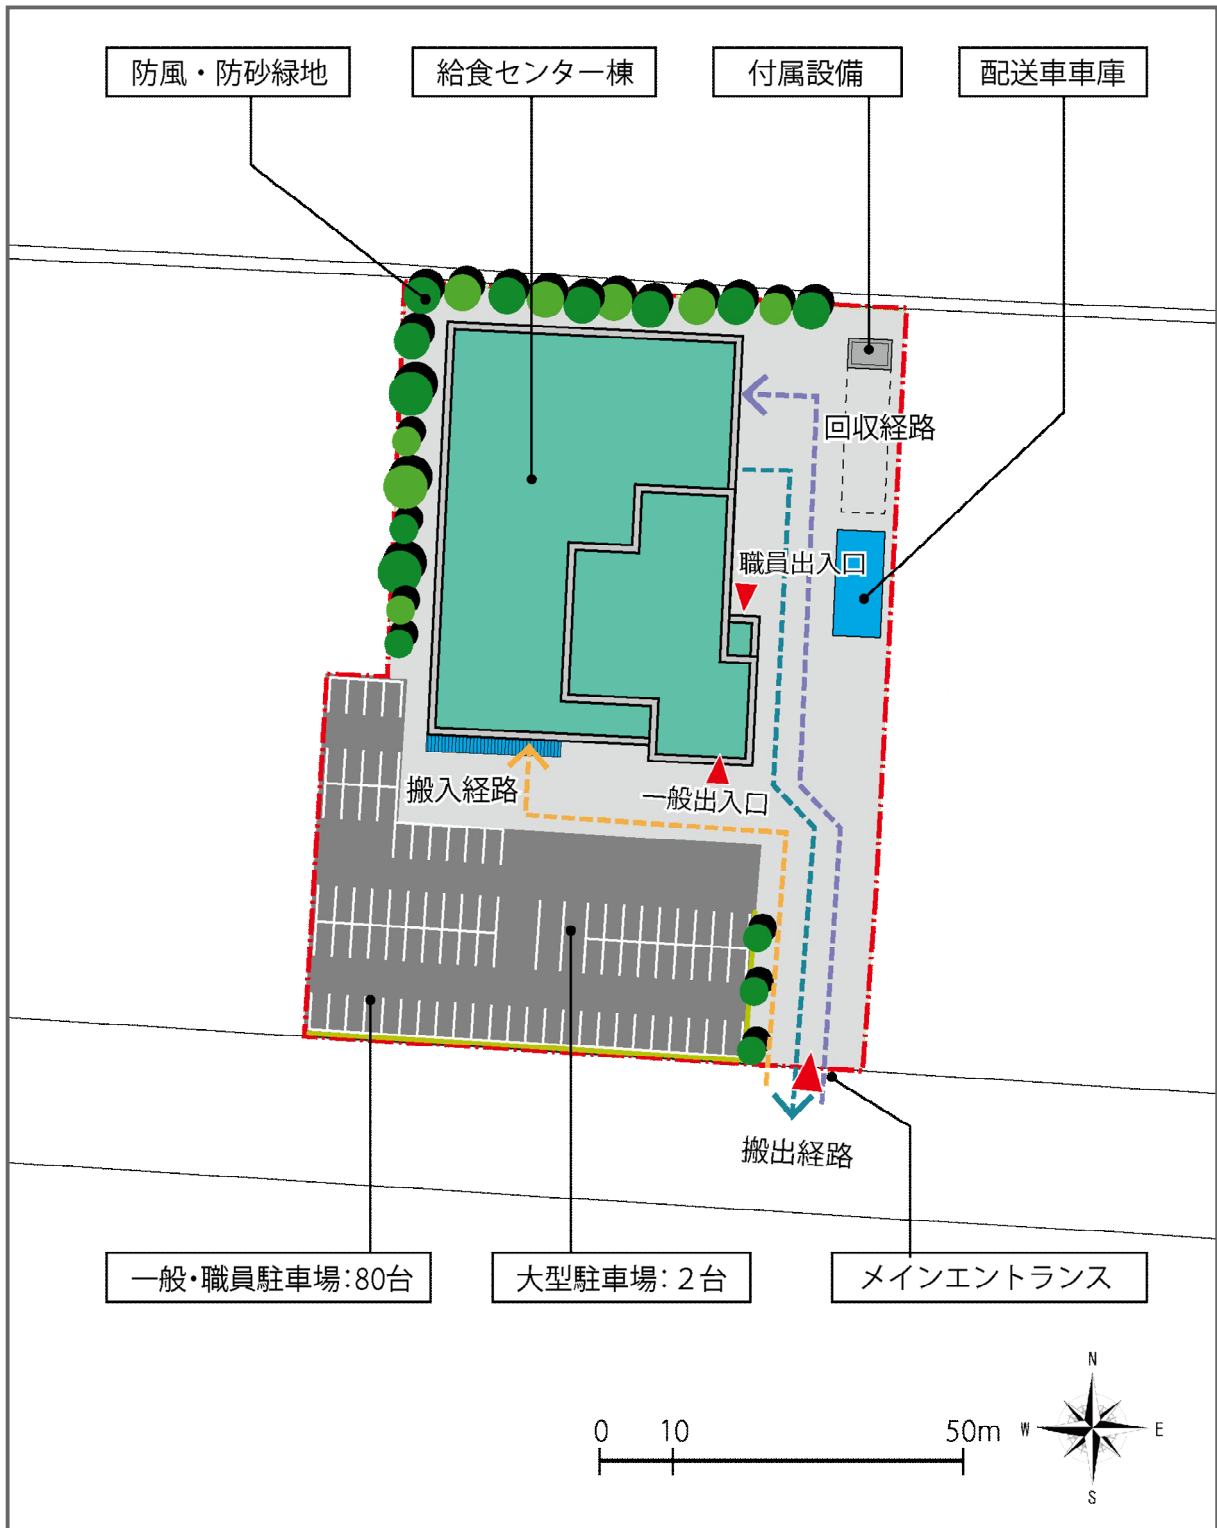 防風・防砂緑地
給食センター棟
付属設備
配送車車庫
回収経路
職員出入口
搬入経路
一般出入口
搬出経路
一般・職員駐車場：80台
大型駐車場：２台
メインエントランス
N
W
E
S
0
10
50m